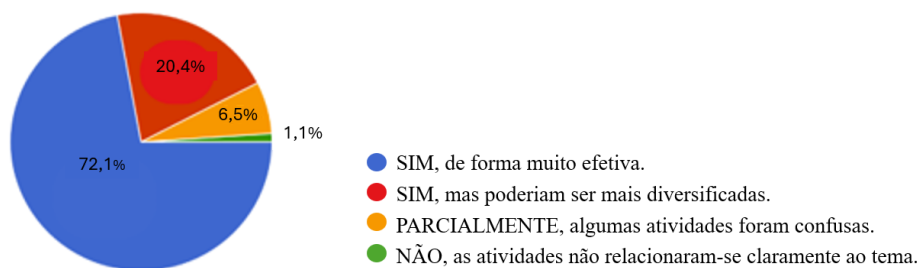 20,4%
6,5%
1,1%
72,1%
SIM, de forma muito efetiva.
SIM, mas poderiam ser mais diversificadas.
PARCIALMENTE, algumas atividades foram confusas.
NÃO, as atividades não relacionaram-se claramente ao tema.